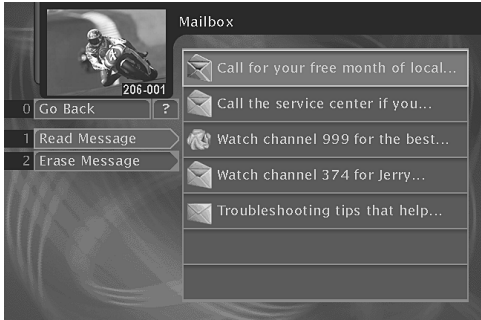 Mailbox
206-001
0 Go Back ?
1 Read Message
2 Erase Message
Call for your free month of local...
Call the service center if you...
Watch channel 999 for the best...
Watch channel 374 for Jerry...
Troubleshooting tips that help...